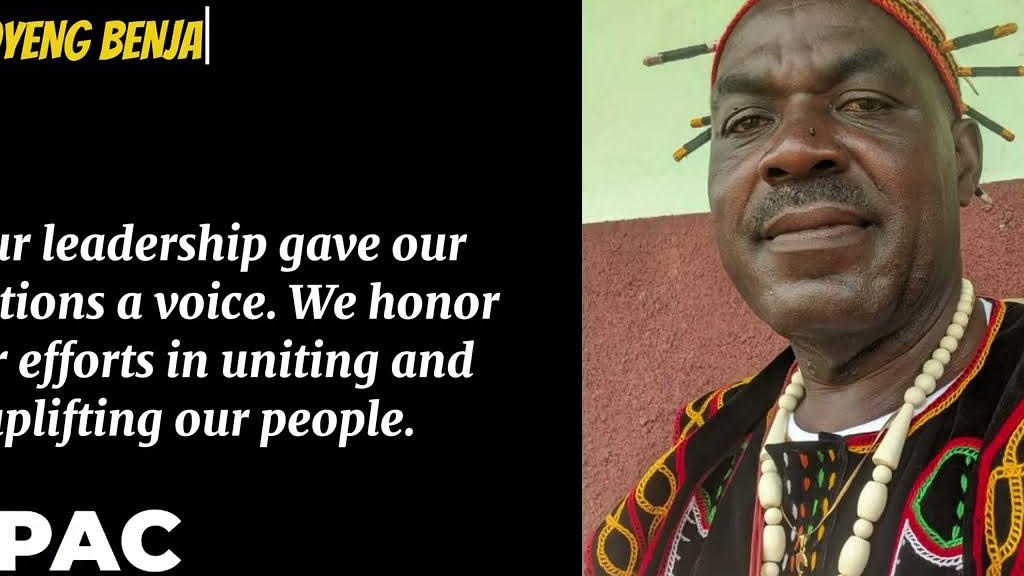 OYENG BENJA
ur leadership gave our
tions a voice. We honor
r efforts in uniting and
uplifting our people.
PAC